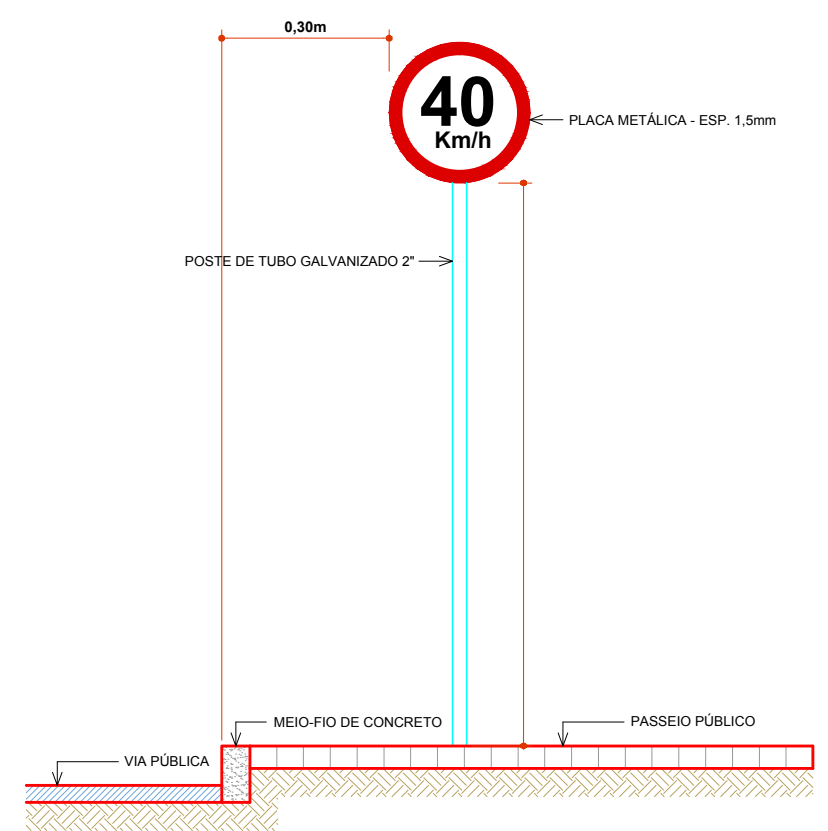 0,30m
40
Km/h
PLACA METÁLICA - ESP. 1,5mm
POSTE DE TUBO GALVANIZADO 2"
MEIO-FIO DE CONCRETO
PASSEIO PÚBLICO
VIA PÚBLICA